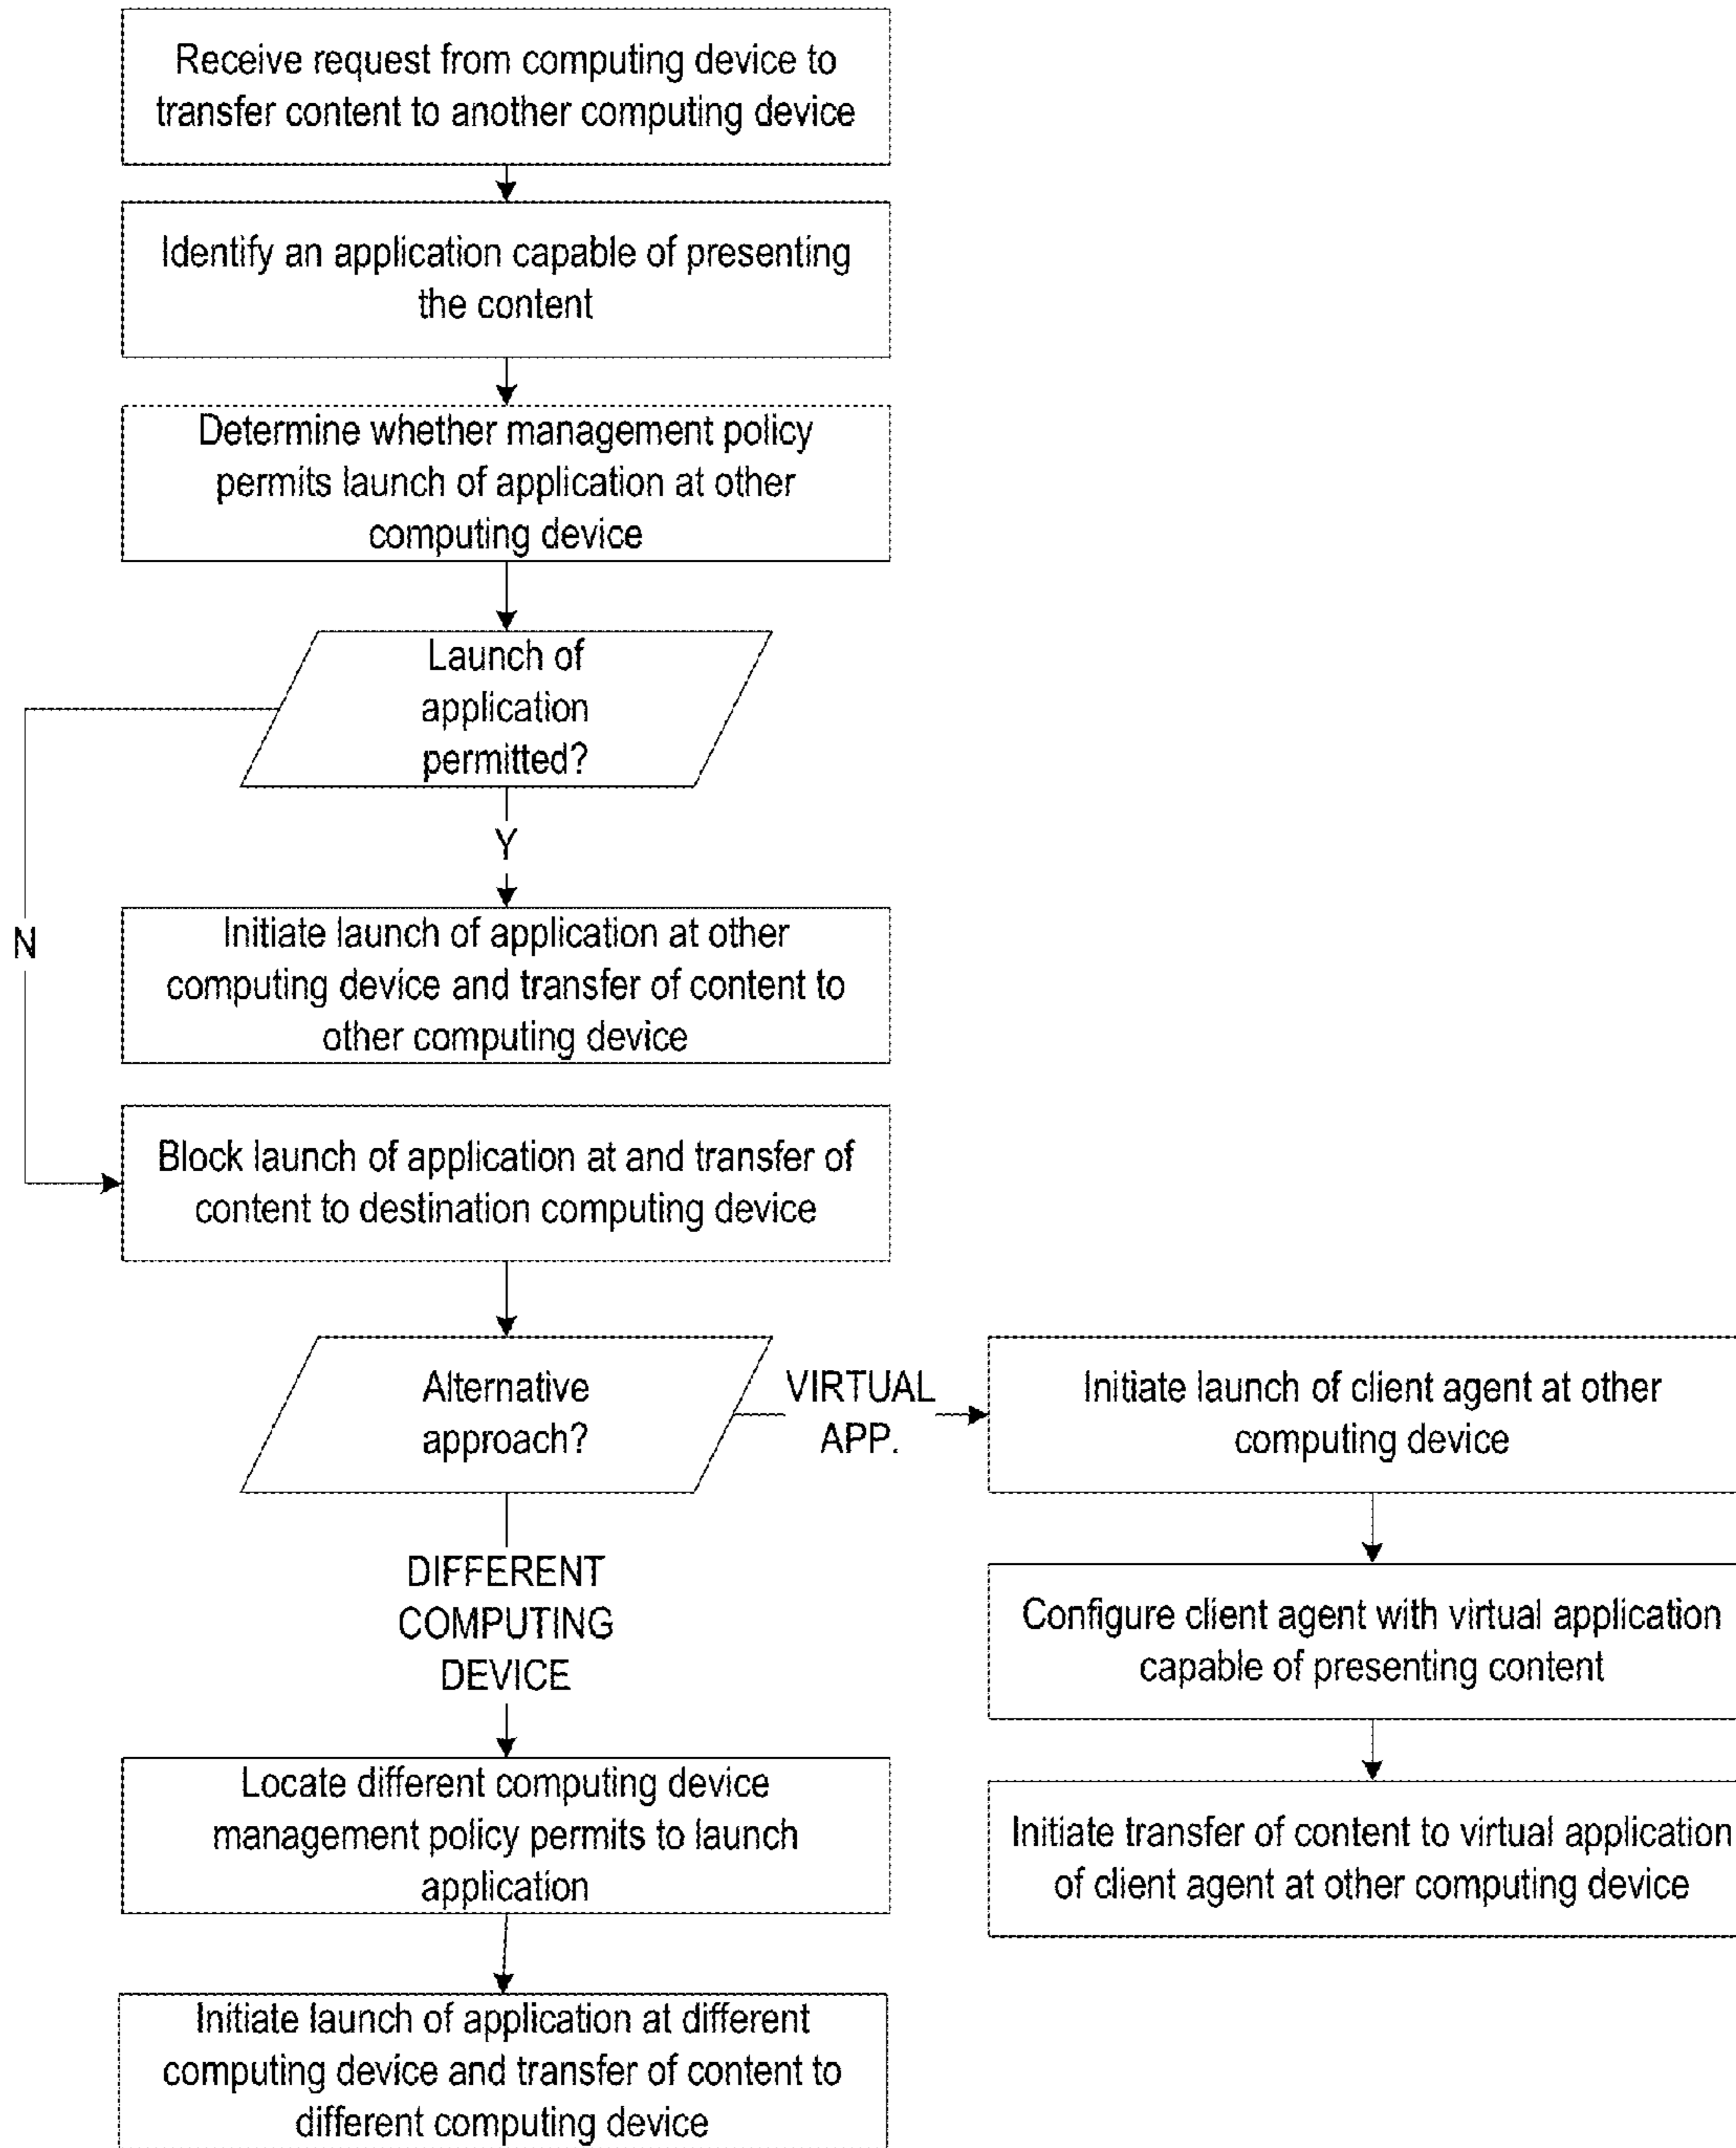 Receive request from computing device to
transfer content to another computing device
Identify an application capable of presenting
the content
Determine whether management policy
permits launch of application at other
computing device
Launch of
application
permitted?
Y
N
Initiate launch of application at other
computing device and transfer of content to
other computing device
Block launch of application at and transfer of
content to destination computing device
Alternative
approach?
VIRTUAL
APP.
Initiate launch of client agent at other
computing device
Configure client agent with virtual application
capable of presenting content
Initiate transfer of content to virtual application
of client agent at other computing device
DIFFERENT
COMPUTING
DEVICE
Locate different computing device
management policy permits to launch
application
Initiate launch of application at different
computing device and transfer of content to
different computing device